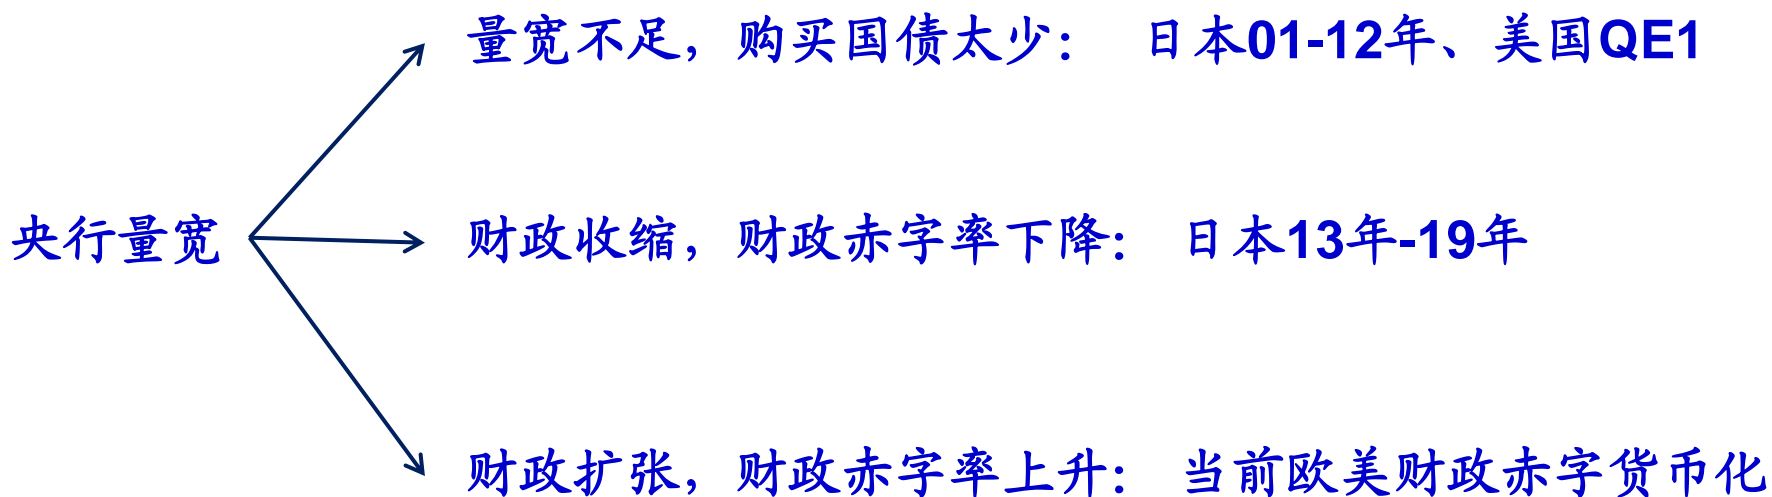 量宽不足，购买国债太少： 日本01-12年、美国QE1
央行量宽
财政收缩，财政赤字率下降： 日本13年-19年
财政扩张，财政赤字率上升： 当前欧美财政赤字货币化